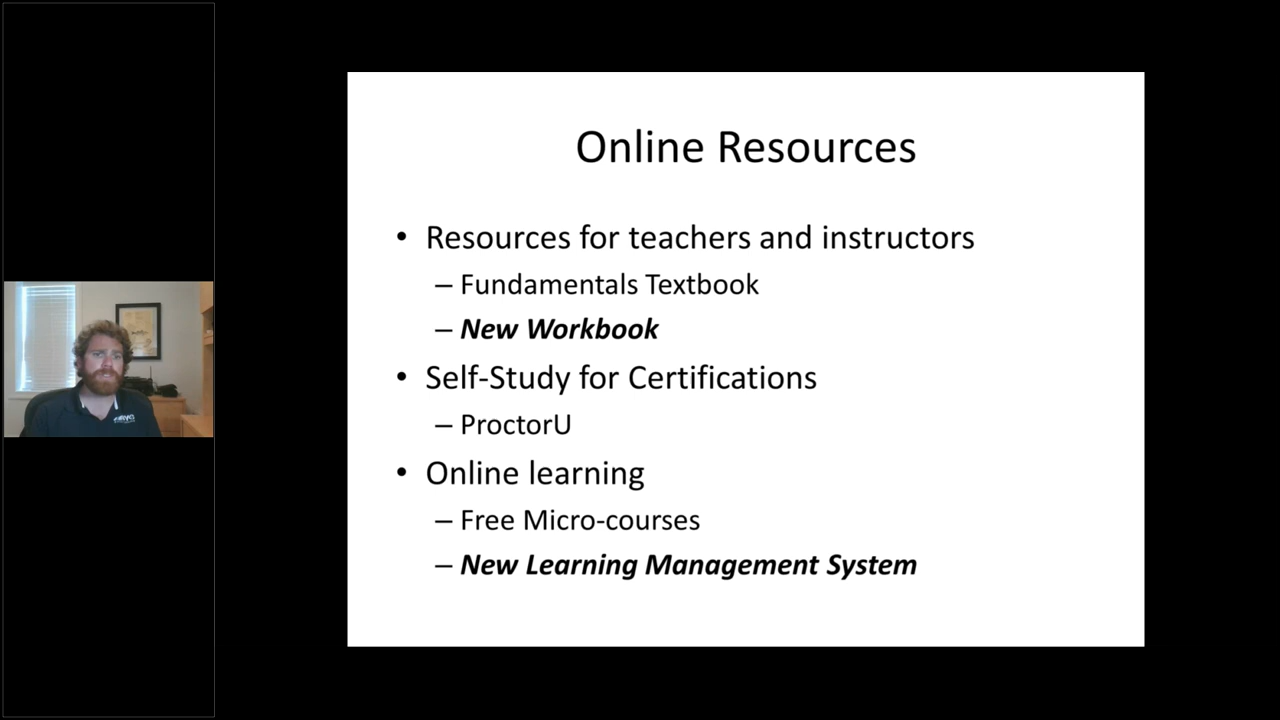 Online Resources
• Resources for teachers and instructors
– Fundamentals Textbook
– New Workbook
• Self-Study for Certifications
– ProctorU
• Online learning
– Free Micro-courses
– New Learning Management System